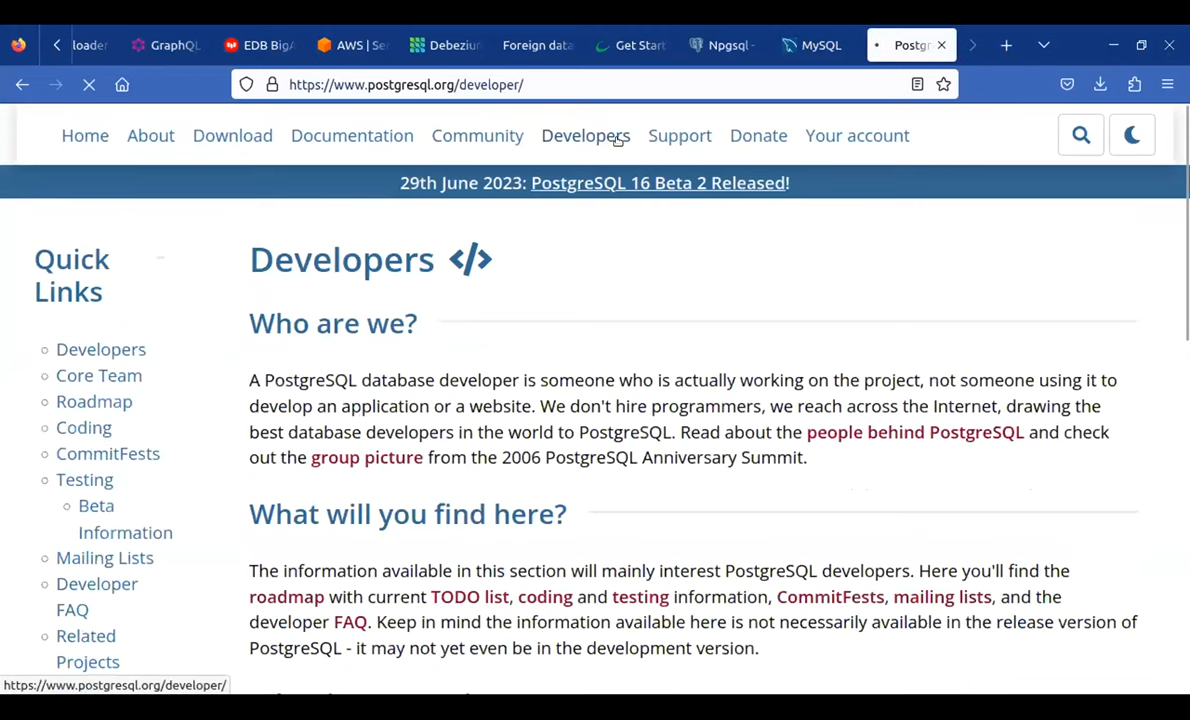 loader
GraphQL
EDB BigA
AWS | Se
Debezium
Foreign data
Get Start
Npgsql -
MySQL
Postgr
https://www.postgresql.org/developer/
Home About Download Documentation Community Developers Support Donate Your account
29th June 2023: PostgreSQL 16 Beta 2 Released!
Quick
Links
Developers
Core Team
Roadmap
Coding
CommitFests
Testing
Beta
Information
Mailing Lists
Developer
FAQ
Related
Projects
Developers </>
Who are we?
A PostgreSQL database developer is someone who is actually working on the project, not someone using it to
develop an application or a website. We don't hire programmers, we reach across the Internet, drawing the
best database developers in the world to PostgreSQL. Read about the people behind PostgreSQL and check
out the group picture from the 2006 PostgreSQL Anniversary Summit.
What will you find here?
The information available in this section will mainly interest PostgreSQL developers. Here you'll find the
roadmap with current TODO list, coding and testing information, CommitFests, mailing lists, and the
developer FAQ. Keep in mind the information available here is not necessarily available in the release version of
PostgreSQL - it may not yet even be in the development version.
https://www.postgresql.org/developer/